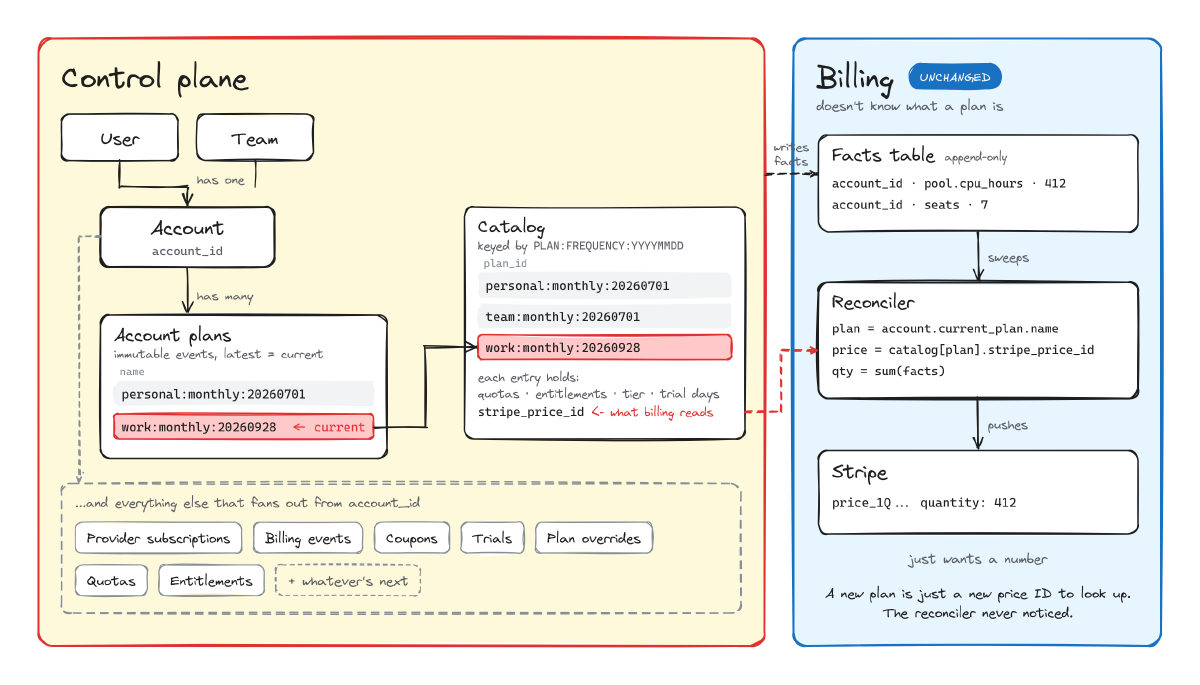 Control plane
User
Team
has one
Account
account_id
has many
Account plans
immutable events, latest = current
name
personal:monthly:20260701
work:monthly:20260928 ← current
Catalog
keyed by PLAN:FREQUENCY:YYYYMMDD
plan_id
personal:monthly:20260701
team:monthly:20260701
work:monthly:20260928
each entry holds:
quotas · entitlements · tier · trial days
stripe_price_id <- what billing reads
...and everything else that fans out from account_id
Provider subscriptions
Billing events
Coupons
Trials
Plan overrides
Quotas
Entitlements
+ whatever's next
writes
facts
Billing UNCHANGED
doesn't know what a plan is
Facts table append-only
account_id · pool.cpu_hours · 412
account_id · seats · 7
sweeps
Reconciler
plan = account.current_plan.name
price = catalog[plan].stripe_price_id
qty = sum(facts)
pushes
Stripe
price_1Q... quantity: 412
just wants a number
A new plan is just a new price ID to look up.
The reconciler never noticed.